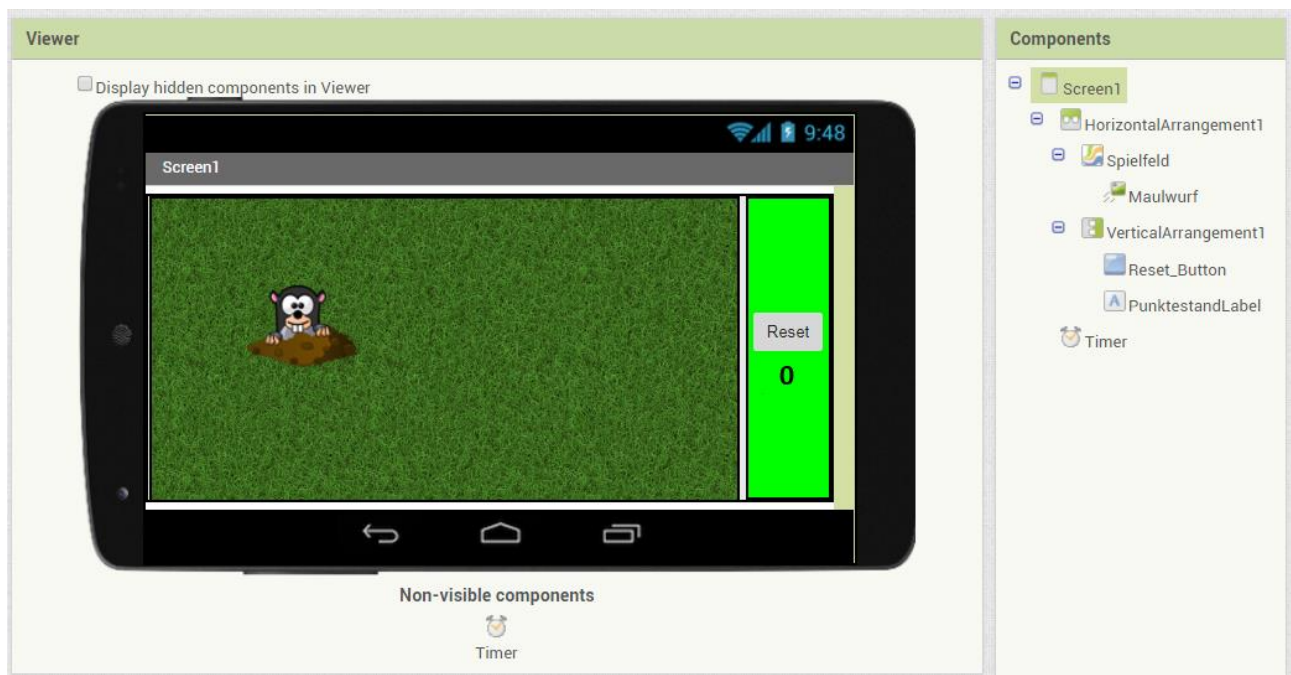 Viewer
Display hidden components in Viewer
9:48
Screen1
Reset
0
Non-visible components
Timer
Components
Screen1
HorizontalArrangement1
Spielfeld
Maulwurf
VerticalArrangement1
Reset_Button
A
PunktestandLabel
Timer